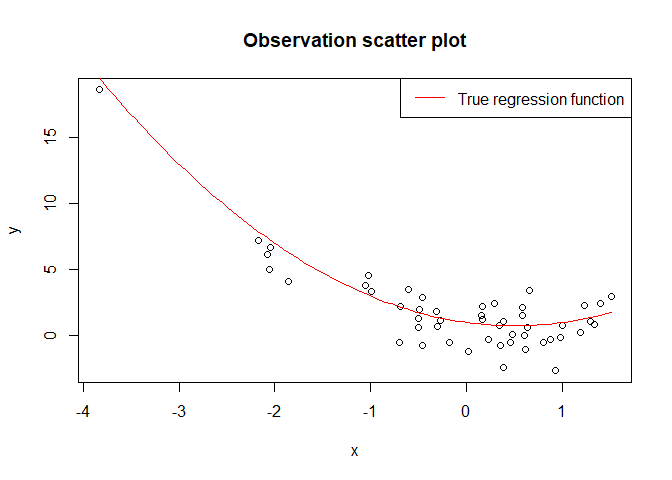 Observation scatter plot
True regression function
15
10
5
0
y
-4 -3 -2 -1 0 1
x